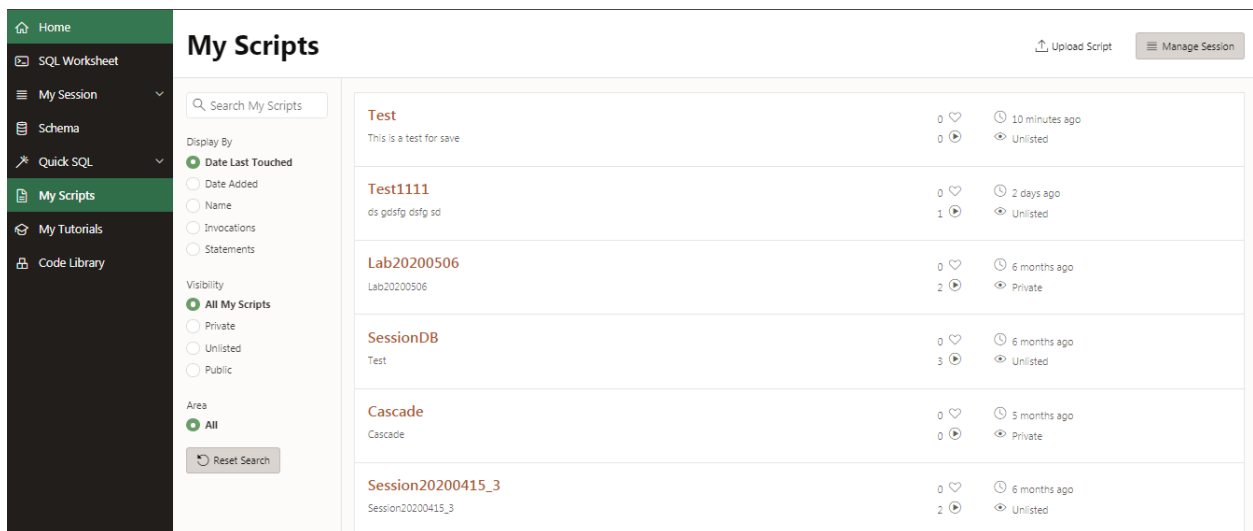 Home
SQL Worksheet
My Session
Schema
Quick SQL
My Scripts
My Tutorials
Code Library
My Scripts
Upload Script
Manage Session
Search My Scripts
Display By
Date Last Touched
Date Added
Name
Invocations
Statements
Visibility
All My Scripts
Private
Unlisted
Public
Area
All
Reset Search
Test
This is a test for save
0
0
10 minutes ago
Unlisted
Test1111
ds gdsfg dsfg sd
0
1
2 days ago
Unlisted
Lab20200506
Lab20200506
0
2
6 months ago
Private
SessionDB
Test
0
3
6 months ago
Unlisted
Cascade
Cascade
0
0
5 months ago
Private
Session20200415_3
Session20200415_3
0
2
6 months ago
Unlisted